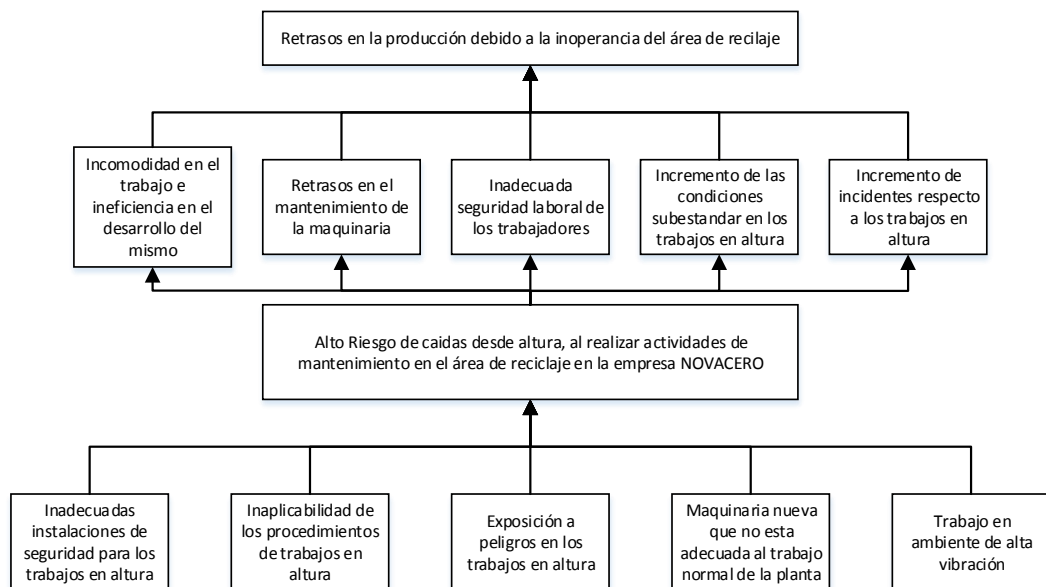 Retrasos en la producción debido a la inoperancia del área de recilaje
Incomodidad en el
trabajo e
ineficiencia en el
desarrollo del
mismo
Retrasos en el
mantenimiento de
la maquinaria
Inadecuada
seguridad laboral de
los trabajadores
Incremento de las
condiciones
subestandar en los
trabajos en altura
Incremento de
incidentes respecto
a los trabajos en
altura
Alto Riesgo de caidas desde altura, al realizar actividades de
mantenimiento en el área de reciclaje en la empresa NOVACERO
Inadecuadas
instalaciones de
seguridad para los
trabajos en altura
Inaplicabilidad de
los procedimientos
de trabajos en
altura
Exposición a
peligros en los
trabajos en altura
Maquinaria nueva
que no esta
adecuada al trabajo
normal de la planta
Trabajo en
ambiente de alta
vibración